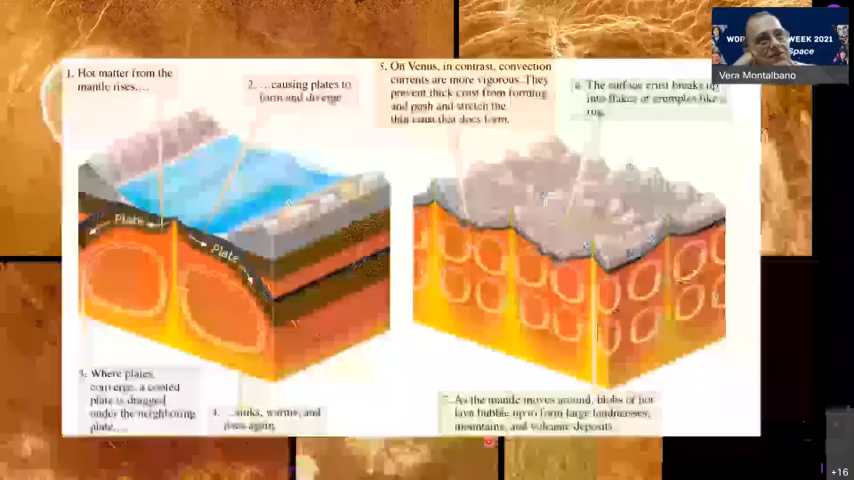 1. Hot matter from the
mantle rises....
2. ...causing plates to
form and diverge
5. On Venus, in contrast, convection
currents are more vigorous. They
prevent thick crust from forming
and push and stretch the
thin crust that does form.
6. The surface crust breaks up
into flakes or crumples like a
rug.
Plate
Plate
3. Where plates
converge, a cooled
plate is dragged
under the neighboring
plate....
4. ...sinks, warms, and
rises again.
7. As the mantle moves around, blobs of hot
lava bubble up to form large landmasses,
mountains, and volcanic deposits.
WEEK 2021
Space
Vera Montalbano
+16